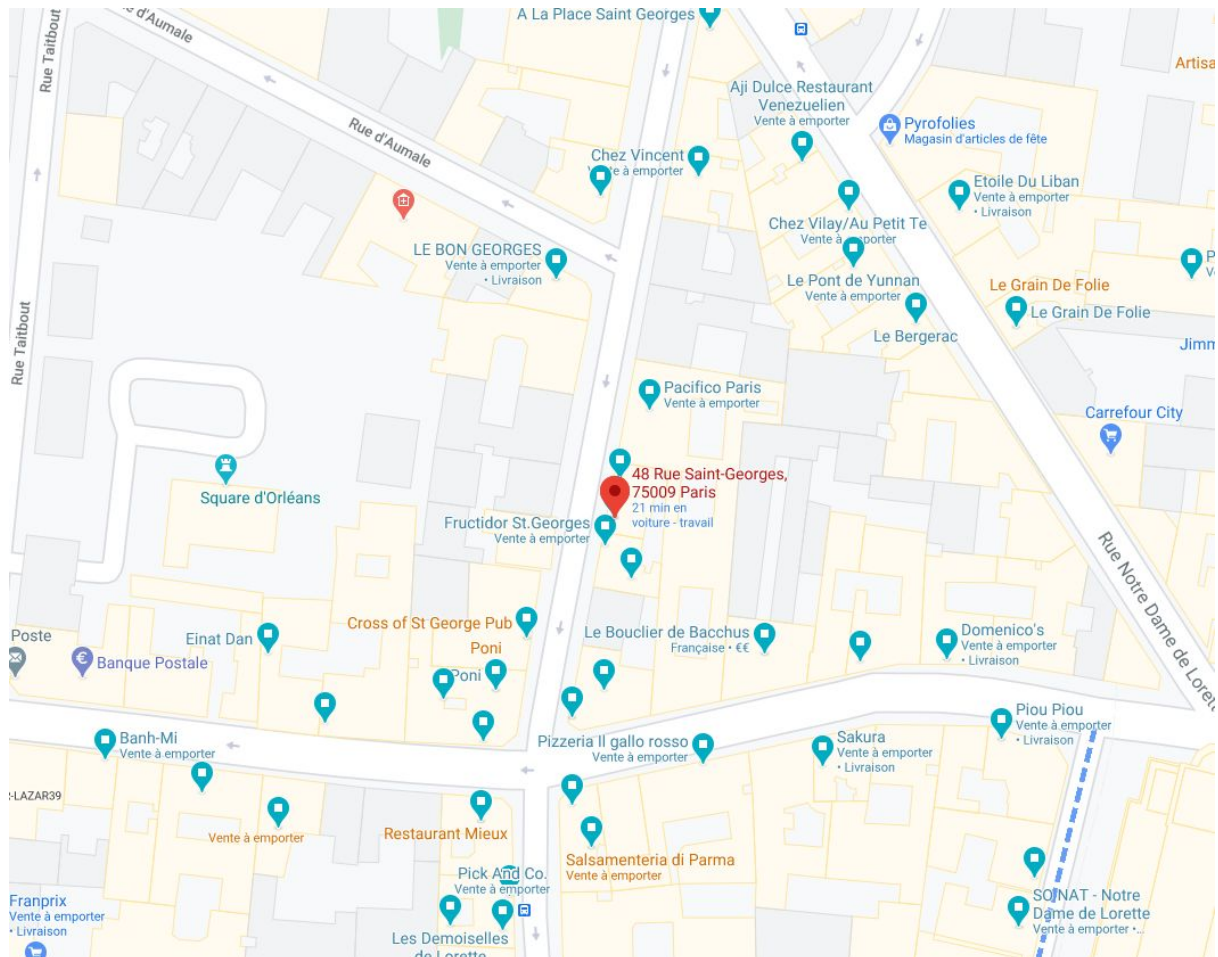 A La Place Saint Georges
d'Aumale
Rue Taitbout
Artisa
Aji Dulce Restaurant
Venezuelien
Vente à emporter
Pyrofolies
Magasin d'articles de fête
Rue d'Aumale
Chez Vincent
Vente à emporter
Etoile Du Liban
Vente à emporter
• Livraison
Chez Vilay/Au Petit Te
Vente à emporter
LE BON GEORGES
Vente à emporter
• Livraison
Le Pont de Yunnan
Vente à emporter
Le Grain De Folie
Le Grain De Folie
Rue Taitbout
Le Bergerac
Jimm
Pacifico Paris
Vente à emporter
Carrefour City
48 Rue Saint-Georges,
75009 Paris
21 min en
voiture - travail
Square d'Orléans
Fructidor St.Georges
Vente à emporter
Rue Notre Dame de Lorette
Cross of St George Pub
Poste
Einat Dan
Le Bouclier de Bacchus
Française • €€
Domenico's
Vente à emporter
• Livraison
Poni
Poni
Banque Postale
Piou Piou
Vente à emporter
• Livraison
Banh-Mi
Vente à emporter
Pizzeria Il gallo rosso
Vente à emporter
Sakura
Vente à emporter
• Livraison
-LAZAR39
Vente à emporter
Restaurant Mieux
Salsamenteria di Parma
Vente à emporter
Pick And Co.
Vente à emporter
Franprix
Vente à emporter
• Livraison
SO'NAT - Notre
Dame de Lorette
Vente à emporter •...
Les Demoiselles
de Lorette